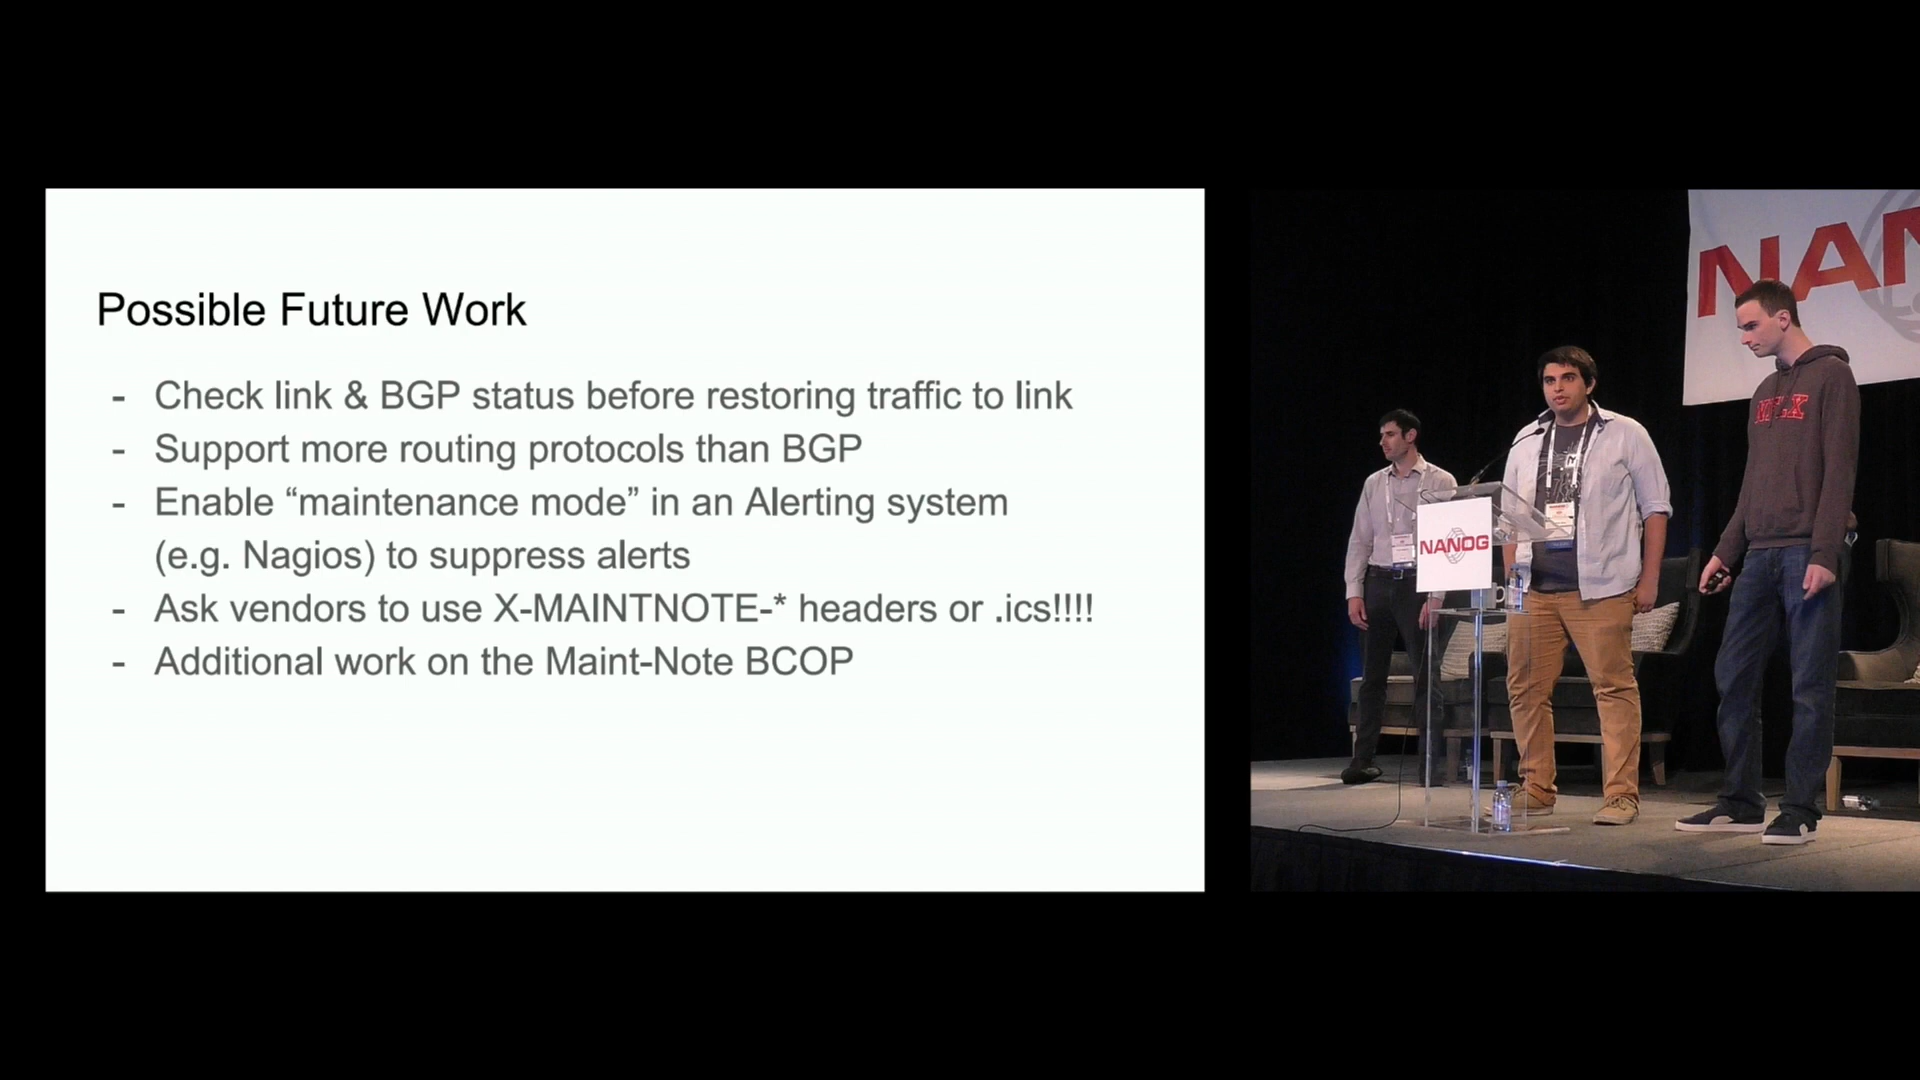 Possible Future Work
- Check link & BGP status before restoring traffic to link
- Support more routing protocols than BGP
- Enable “maintenance mode” in an Alerting system
(e.g. Nagios) to suppress alerts
- Ask vendors to use X-MAINTNOTE-* headers or .ics!!!!
- Additional work on the Maint-Note BCOP
NAN
NANOG